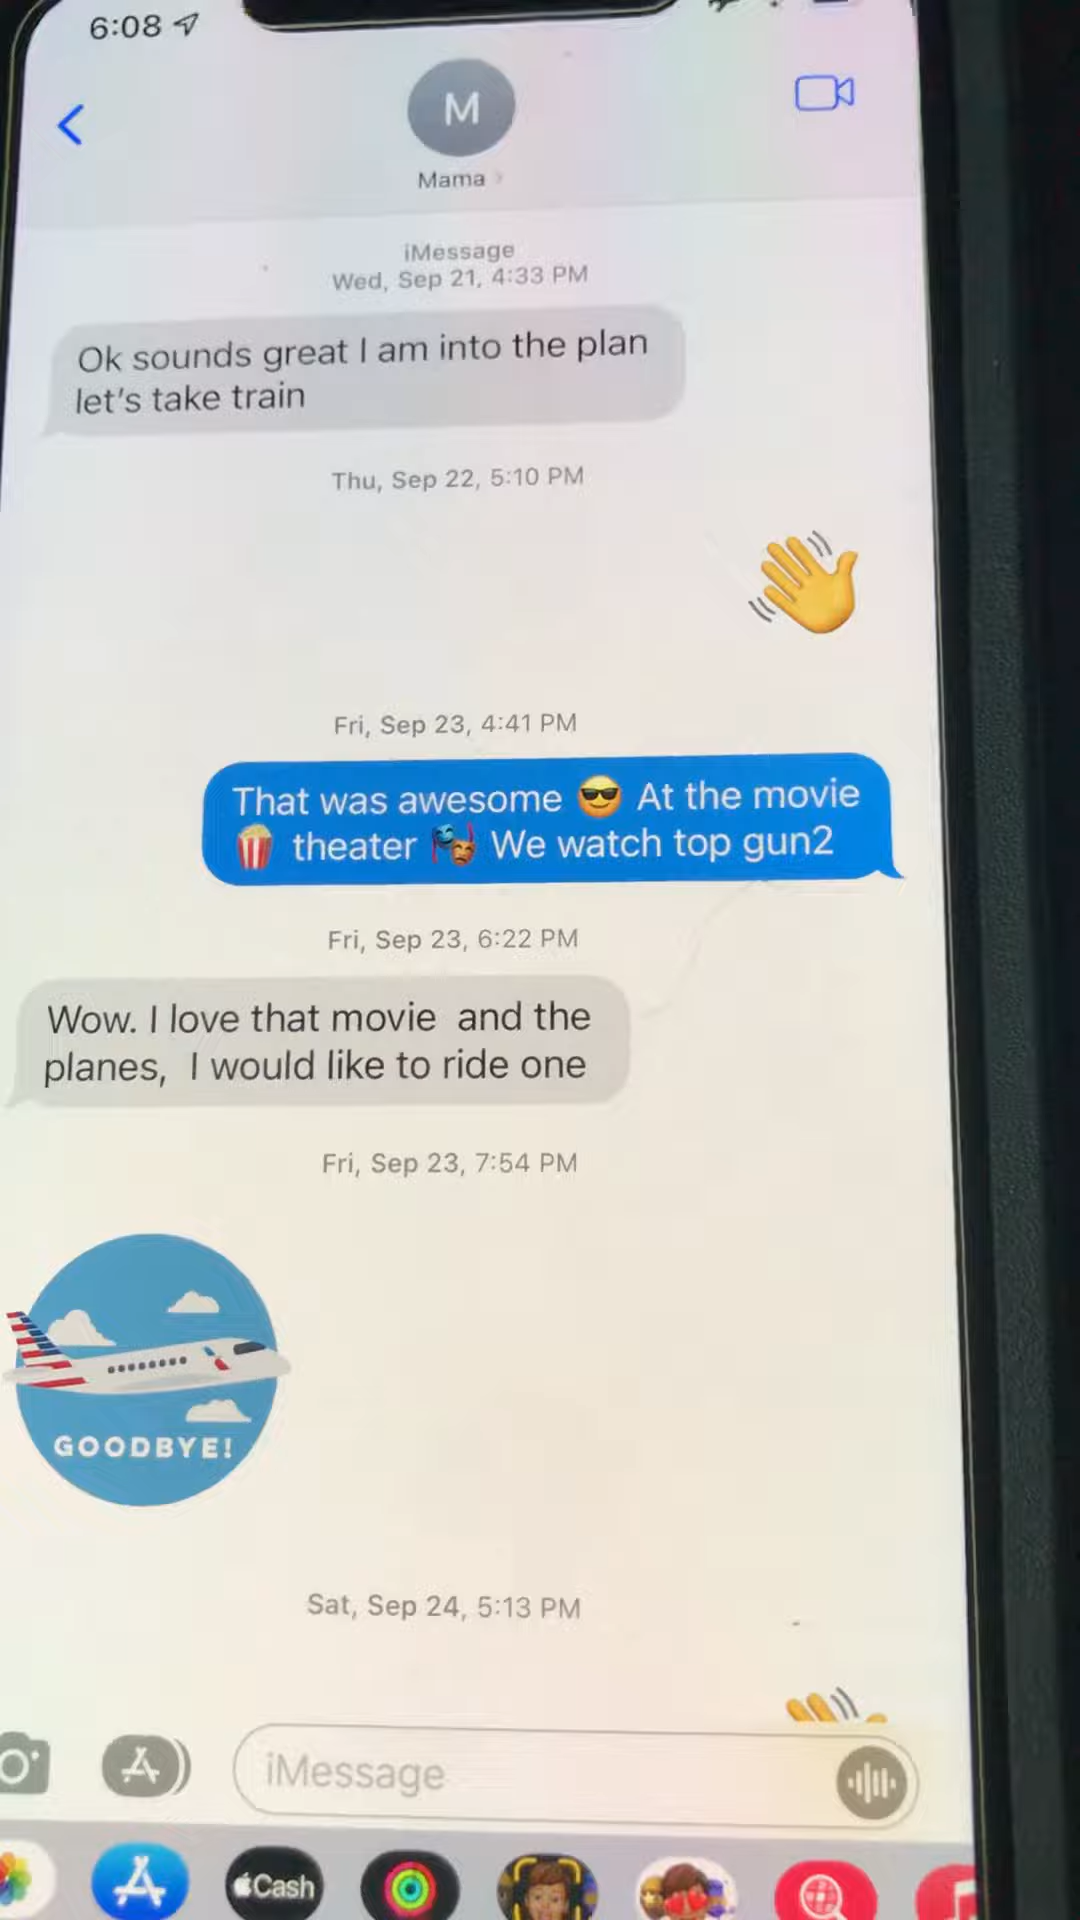 6:08
M
Mama
iMessage
Wed, Sep 21, 4:33 PM
Ok sounds great I am into the plan
let's take train
Thu, Sep 22, 5:10 PM
👋
Fri, Sep 23, 4:41 PM
That was awesome 😎 At the movie
🍿 theater 🎭 We watch top gun2
Fri, Sep 23, 6:22 PM
Wow. I love that movie  and the
planes,  I would like to ride one
Fri, Sep 23, 7:54 PM
GOODBYE!
Sat, Sep 24, 5:13 PM
iMessage
Cash